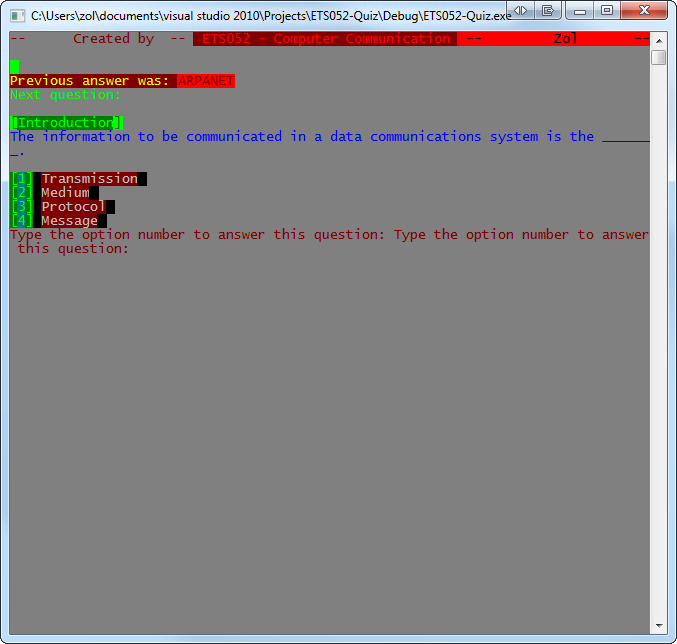 C:\Users\zol\documents\visual studio 2010\Projects\ETS052-Quiz\Debug\ETS052-Quiz.exe
-- Created by -- ETS052 - Computer Communication -- Zol --
Previous answer was: ARPANET
Next question:
[Introduction]
The information to be communicated in a data communications system is the ______
_.
[1] Transmission
[2] Medium
[3] Protocol
[4] Message
Type the option number to answer this question: Type the option number to answer
this question: